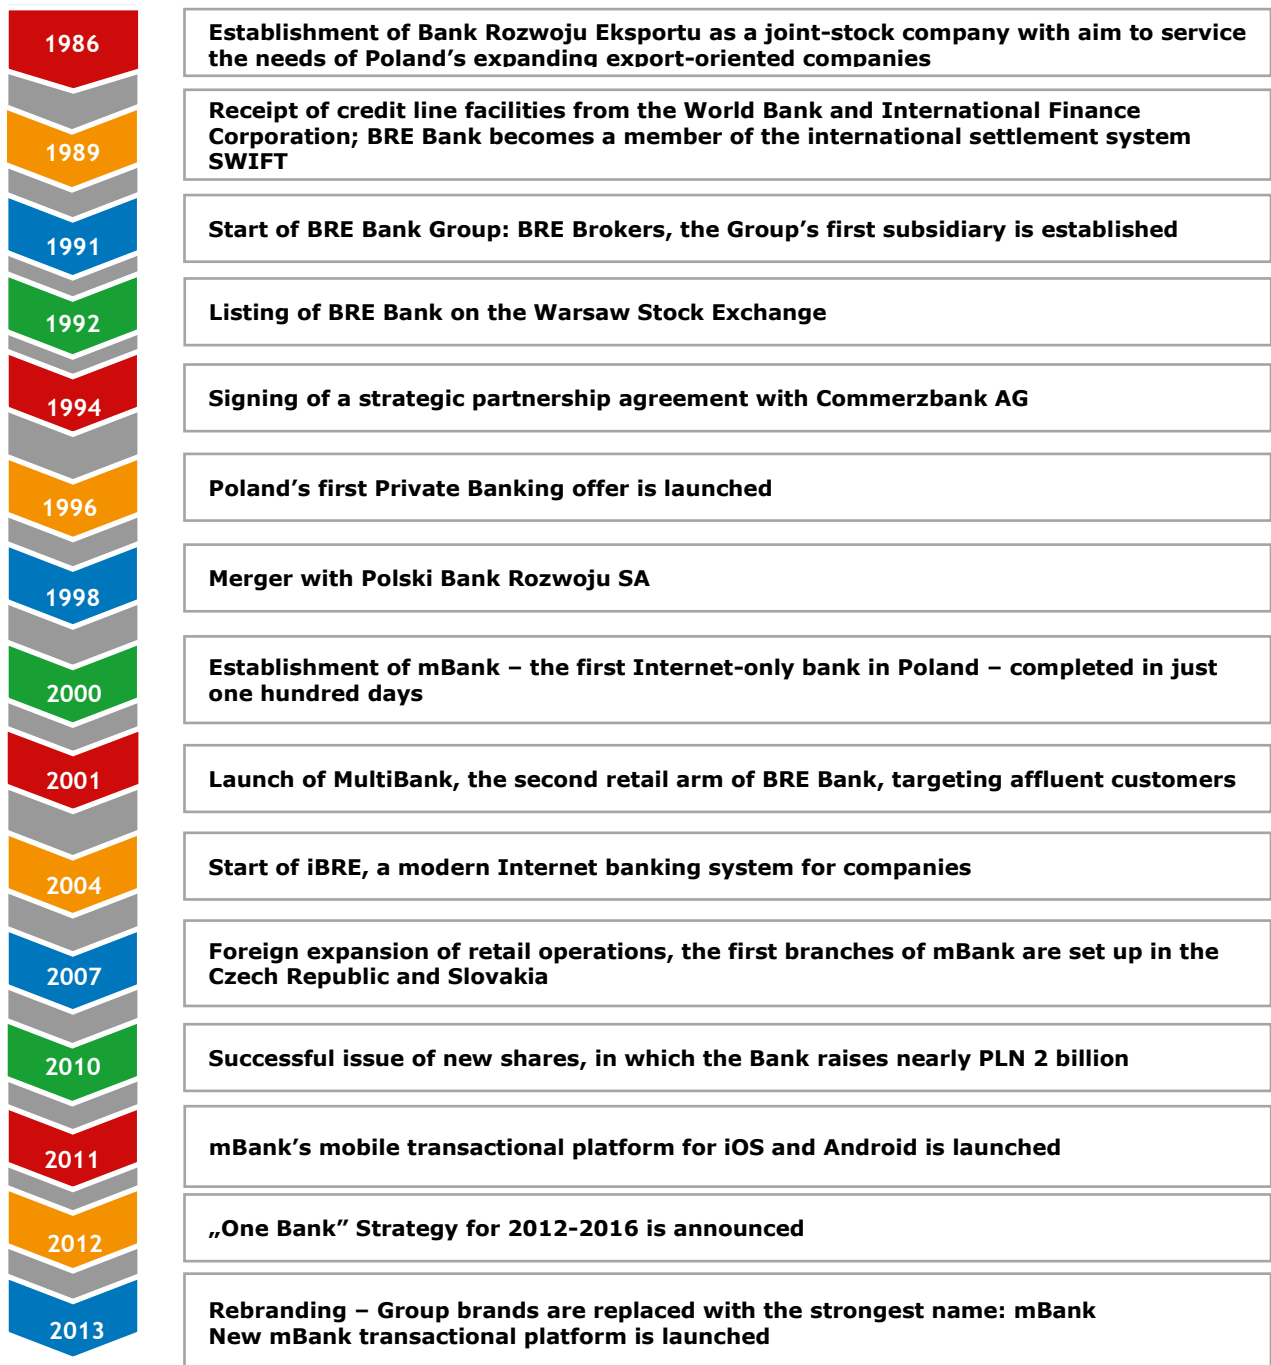 1986
Establishment of Bank Rozwoju Eksportu as a joint-stock company with aim to service
the needs of Poland’s expanding export-oriented companies
1989
Receipt of credit line facilities from the World Bank and International Finance
Corporation; BRE Bank becomes a member of the international settlement system
SWIFT
1991
Start of BRE Bank Group: BRE Brokers, the Group’s first subsidiary is established
1992
Listing of BRE Bank on the Warsaw Stock Exchange
1994
Signing of a strategic partnership agreement with Commerzbank AG
1996
Poland’s first Private Banking offer is launched
1998
Merger with Polski Bank Rozwoju SA
2000
Establishment of mBank – the first Internet-only bank in Poland – completed in just
one hundred days
2001
Launch of MultiBank, the second retail arm of BRE Bank, targeting affluent customers
2004
Start of iBRE, a modern Internet banking system for companies
2007
Foreign expansion of retail operations, the first branches of mBank are set up in the
Czech Republic and Slovakia
2010
Successful issue of new shares, in which the Bank raises nearly PLN 2 billion
2011
mBank’s mobile transactional platform for iOS and Android is launched
2012
„One Bank” Strategy for 2012-2016 is announced
2013
Rebranding – Group brands are replaced with the strongest name: mBank
New mBank transactional platform is launched